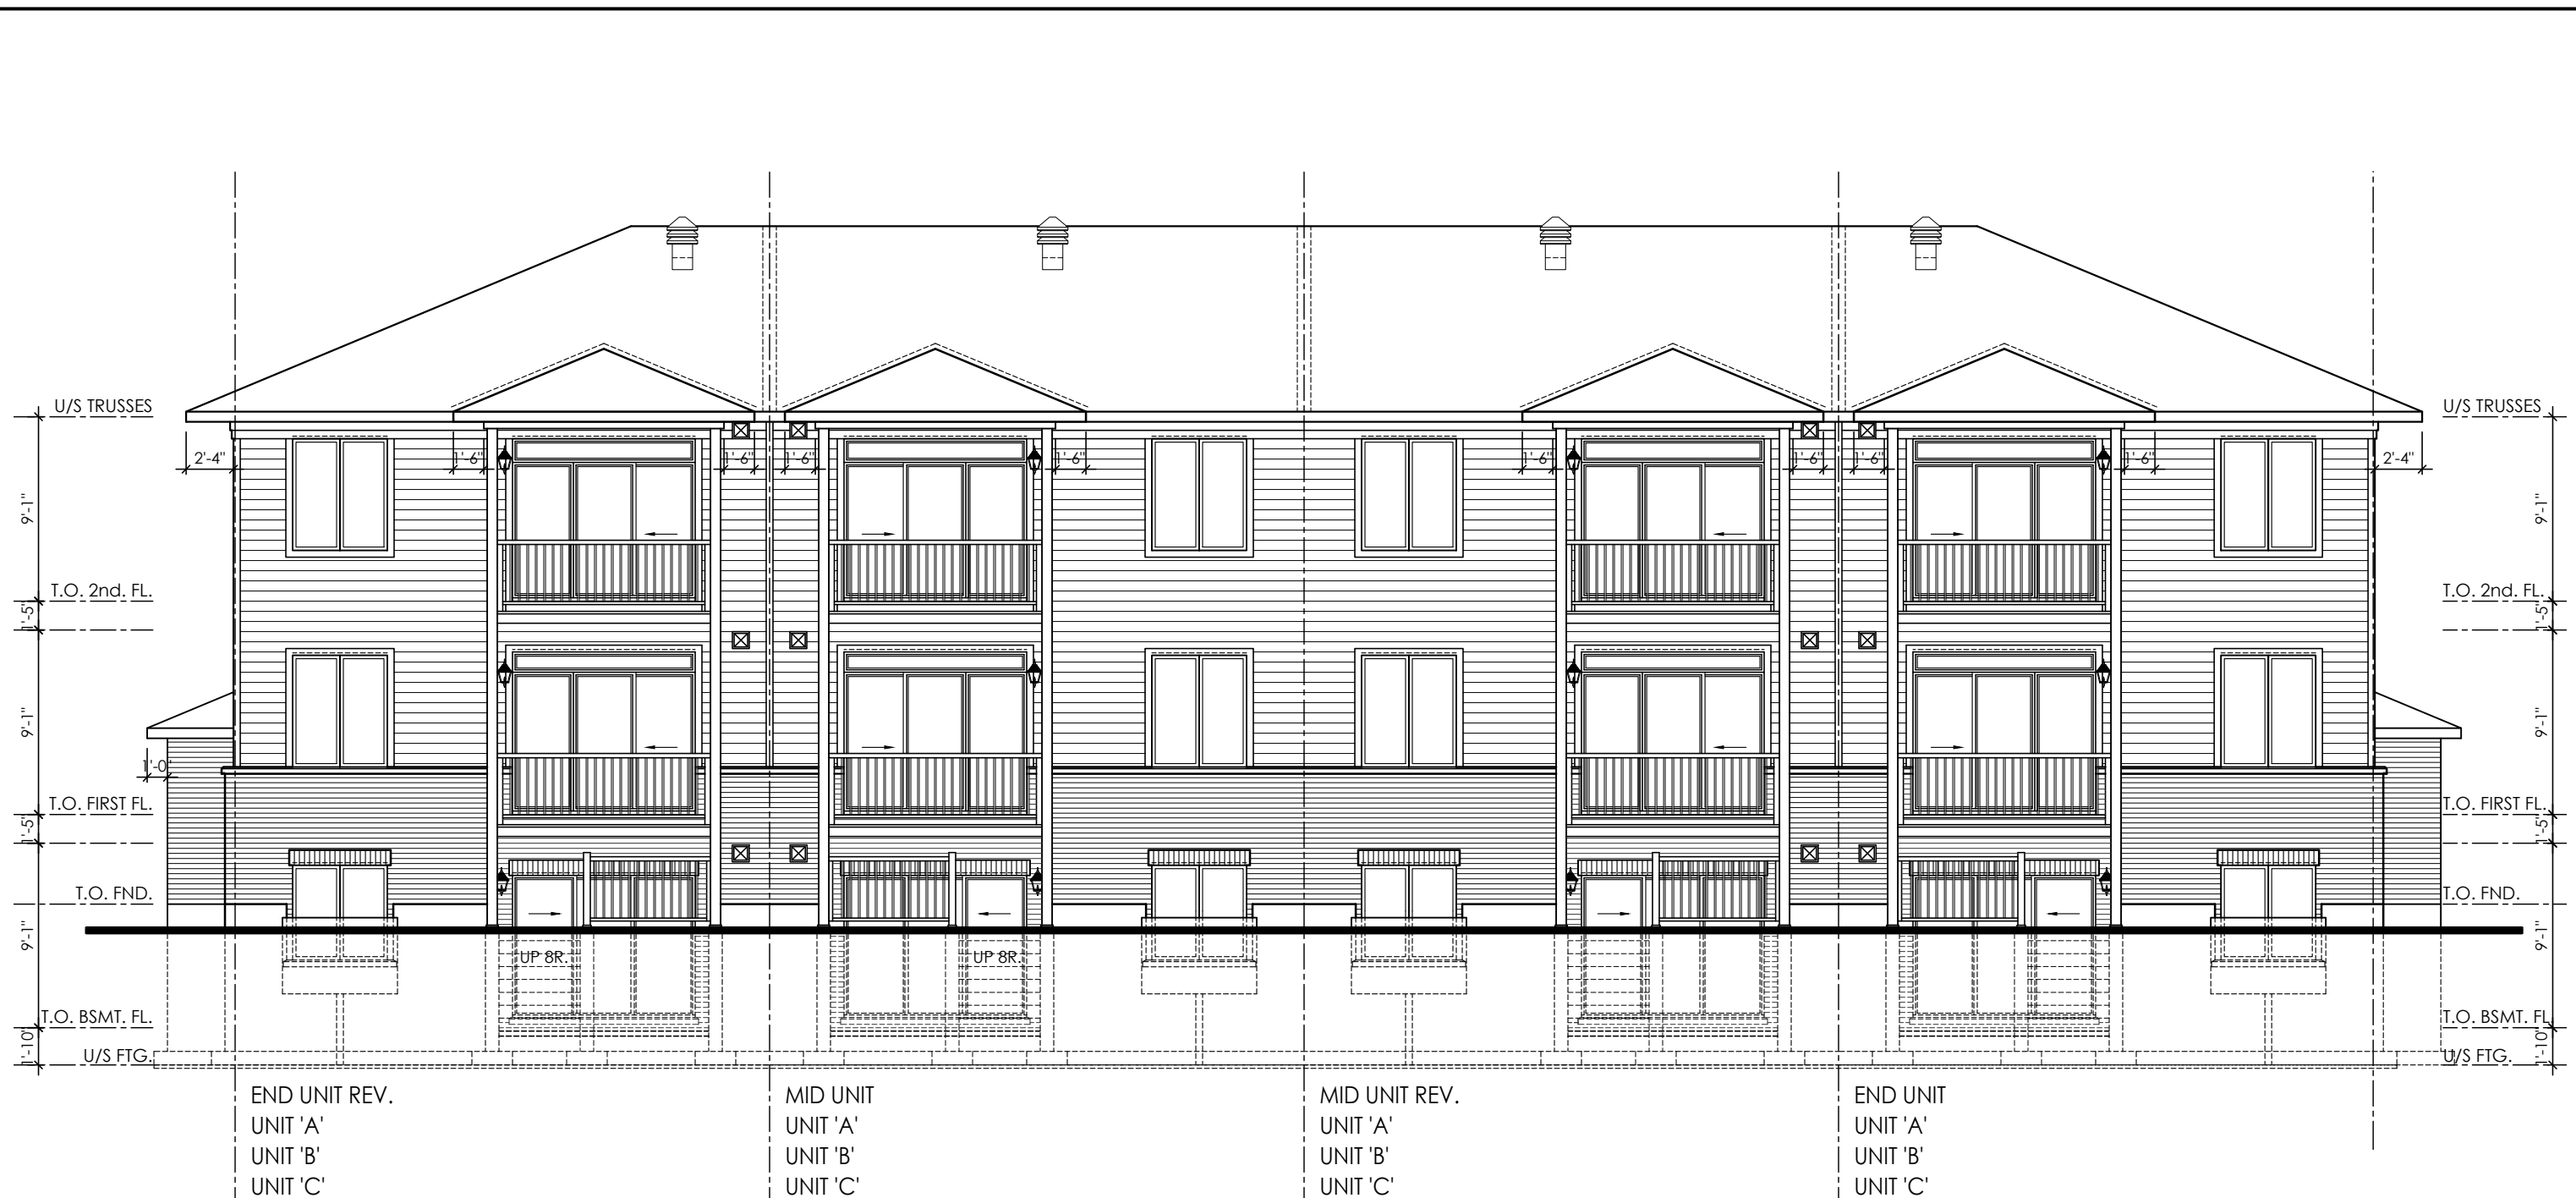 U/S TRUSSES
U/S TRUSSES
2'-4"
1'-6"
1'-6"
1'-6"
1'-6"
1'-6"
1'-6"
1'-6"
1'-6"
2'-4"
9'-1"
9'-1"
T.O. 2nd. FL.
T.O. 2nd. FL.
1'-5"
1'-5"
9'-1"
9'-1"
1'-0"
T.O. FIRST FL.
T.O. FIRST FL.
1'-5"
1'-5"
T.O. FND.
T.O. FND.
9'-1"
9'-1"
UP 8R.
UP 8R.
T.O. BSMT. FL.
T.O. BSMT. FL.
1'-10"
1'-10"
U/S FTG.
U/S FTG.
END UNIT REV.
UNIT 'A'
UNIT 'B'
UNIT 'C'
MID UNIT
UNIT 'A'
UNIT 'B'
UNIT 'C'
MID UNIT REV.
UNIT 'A'
UNIT 'B'
UNIT 'C'
END UNIT
UNIT 'A'
UNIT 'B'
UNIT 'C'